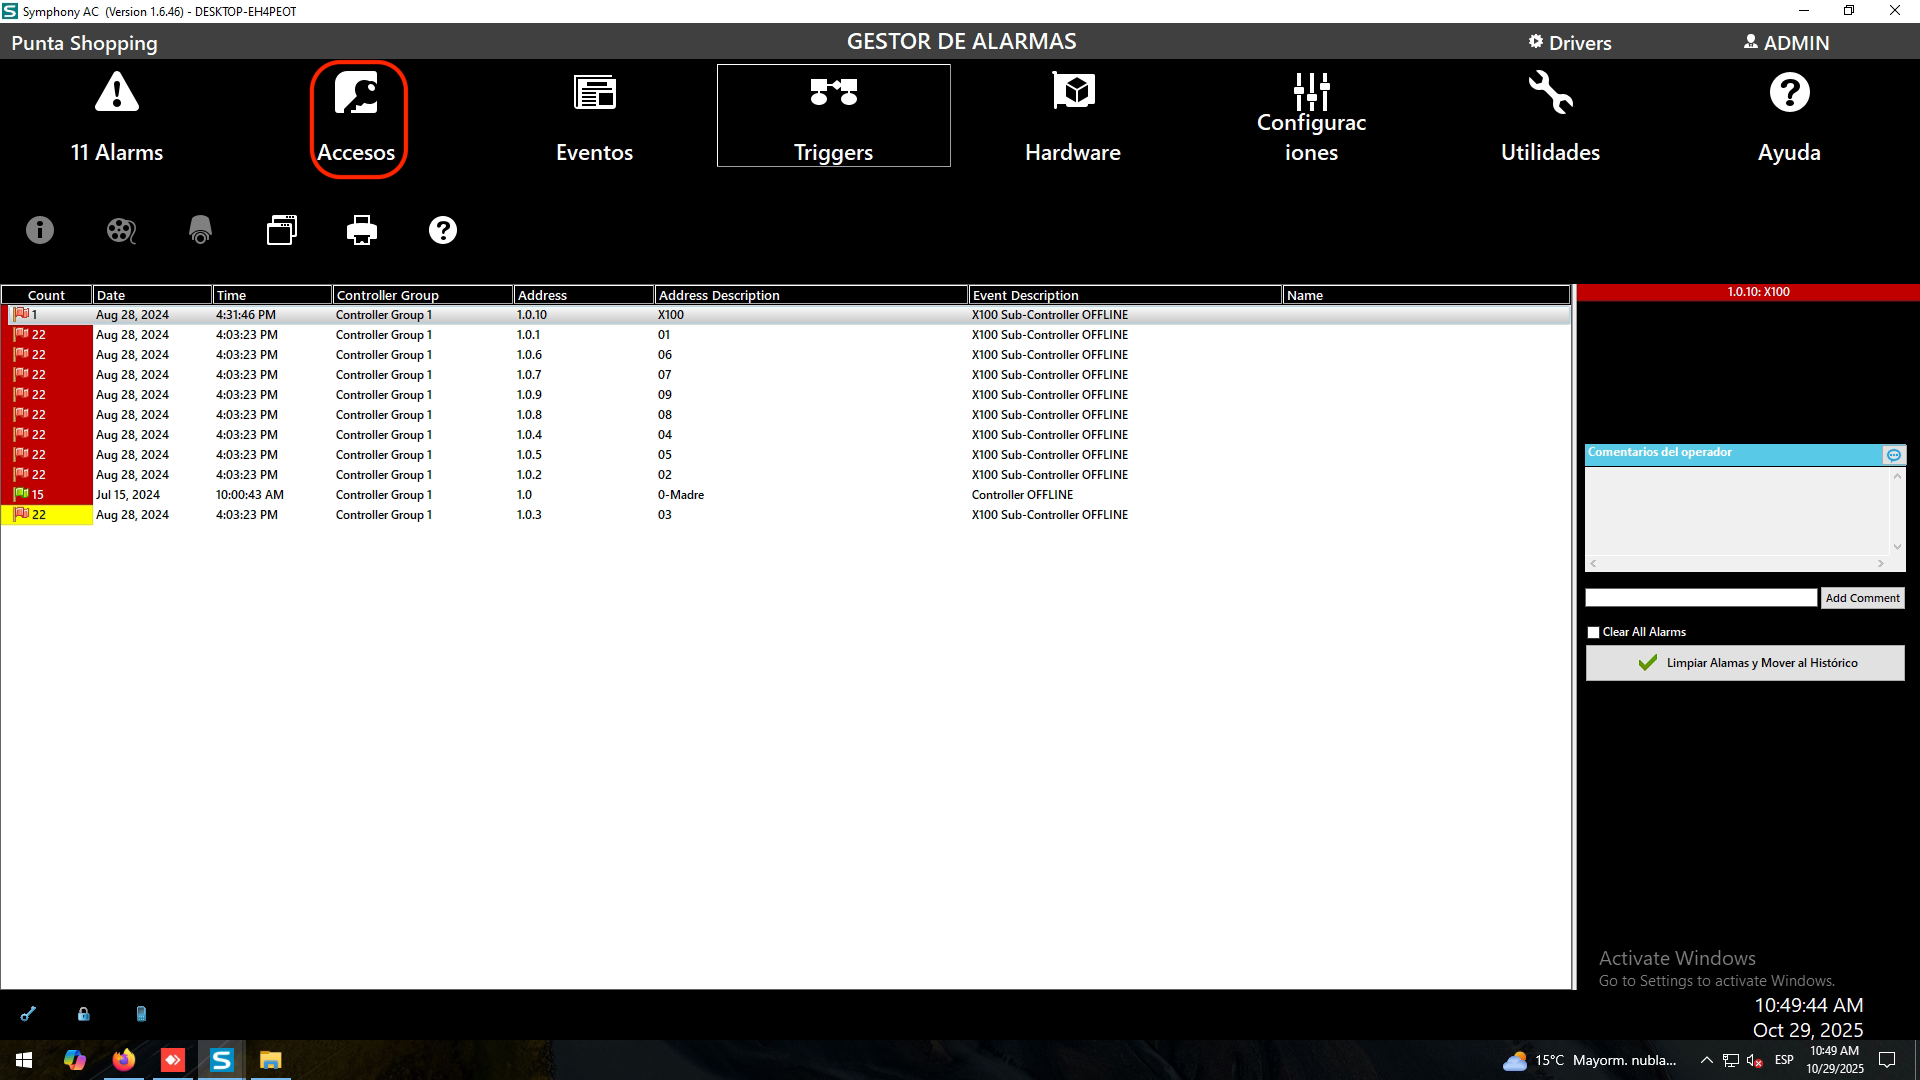 Symphony AC (Version 1.6.46) - DESKTOP-EH4PEOT
Punta Shopping
GESTOR DE ALARMAS
Drivers
ADMIN
11 Alarms
Accesos
Eventos
Triggers
Hardware
Configurac
iones
Utilidades
Ayuda
Count Date Time Controller Group Address Address Description Event Description Name
1 Aug 28, 2024 4:31:46 PM Controller Group 1 1.0.10 X100 X100 Sub-Controller OFFLINE
22 Aug 28, 2024 4:03:23 PM Controller Group 1 1.0.1 01 X100 Sub-Controller OFFLINE
22 Aug 28, 2024 4:03:23 PM Controller Group 1 1.0.6 06 X100 Sub-Controller OFFLINE
22 Aug 28, 2024 4:03:23 PM Controller Group 1 1.0.7 07 X100 Sub-Controller OFFLINE
22 Aug 28, 2024 4:03:23 PM Controller Group 1 1.0.9 09 X100 Sub-Controller OFFLINE
22 Aug 28, 2024 4:03:23 PM Controller Group 1 1.0.8 08 X100 Sub-Controller OFFLINE
22 Aug 28, 2024 4:03:23 PM Controller Group 1 1.0.4 04 X100 Sub-Controller OFFLINE
22 Aug 28, 2024 4:03:23 PM Controller Group 1 1.0.5 05 X100 Sub-Controller OFFLINE
22 Aug 28, 2024 4:03:23 PM Controller Group 1 1.0.2 02 X100 Sub-Controller OFFLINE
15 Jul 15, 2024 10:00:43 AM Controller Group 1 1.0 0-Madre Controller OFFLINE
22 Aug 28, 2024 4:03:23 PM Controller Group 1 1.0.3 03 X100 Sub-Controller OFFLINE
1.0.10: X100
Comentarios del operador
Add Comment
Clear All Alarms
Limpiar Alamas y Mover al Histórico
Activate Windows
Go to Settings to activate Windows.
10:49:44 AM
Oct 29, 2025
15°C Mayorm. nubla...
ESP
10:49 AM
10/29/2025